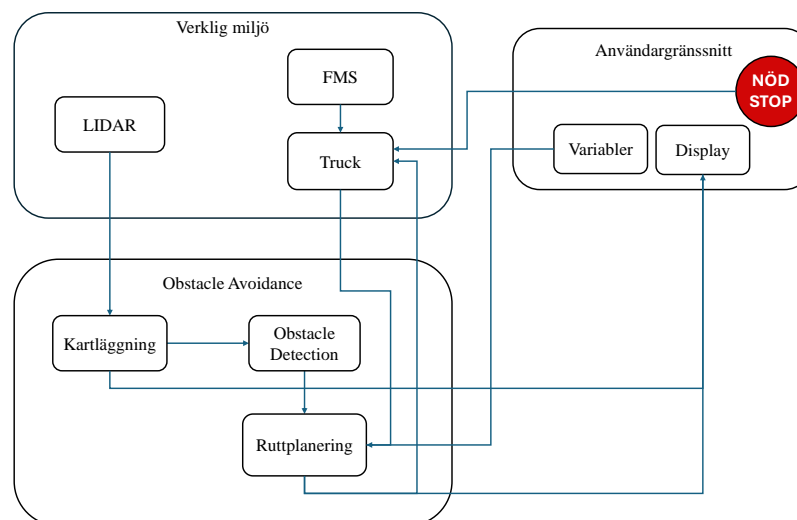 Verklig miljö
FMS
LIDAR
Truck
Användargränssnitt
NÖD
STOP
Variabler
Display
Obstacle Avoidance
Kartläggning
Obstacle
Detection
Ruttplanering